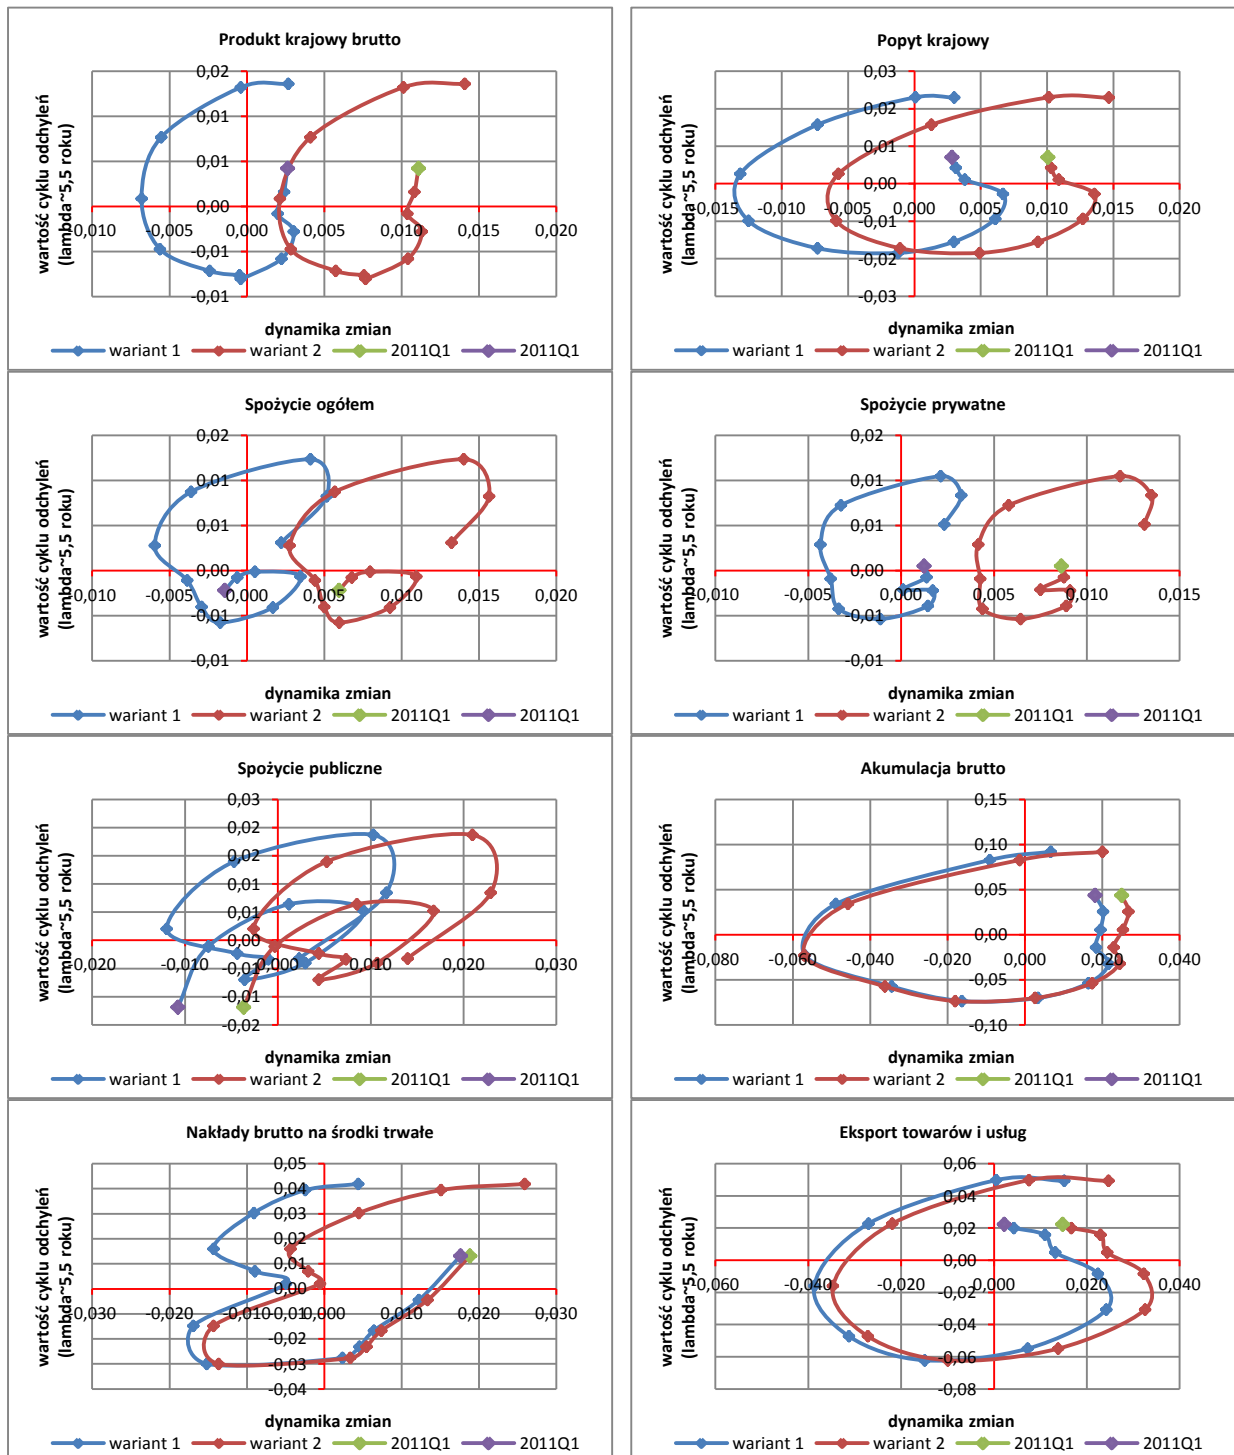 Produkt krajowy brutto
0,02
0,01
0,01
0,00
-0,01
-0,01
-0,010 -0,005 0,000 0,005 0,010 0,015 0,020
wartość cyklu odchyleń
(lambda~5,5 roku)
dynamika zmian
wariant 1 wariant 2 2011Q1 2011Q1
Popyt krajowy
0,03
0,02
0,01
0,00
-0,01
-0,02
-0,03
-0,015 -0,010 -0,005 0,000 0,005 0,010 0,015 0,020
wartość cyklu odchyleń
(lambda~5,5 roku)
dynamika zmian
wariant 1 wariant 2 2011Q1 2011Q1
Spożycie ogółem
0,02
0,01
0,01
0,00
-0,01
-0,01
-0,010 -0,005 0,000 0,005 0,010 0,015 0,020
wartość cyklu odchyleń
(lambda~5,5 roku)
dynamika zmian
wariant 1 wariant 2 2011Q1 2011Q1
Spożycie prywatne
0,02
0,01
0,01
0,00
-0,01
-0,01
-0,010 -0,005 0,000 0,005 0,010 0,015
wartość cyklu odchyleń
(lambda~5,5 roku)
dynamika zmian
wariant 1 wariant 2 2011Q1 2011Q1
Spożycie publiczne
0,03
0,02
0,02
0,01
0,01
0,00
-0,01
-0,01
-0,02
-0,020 -0,010 0,000 0,010 0,020 0,030
wartość cyklu odchyleń
(lambda~5,5 roku)
dynamika zmian
wariant 1 wariant 2 2011Q1 2011Q1
Akumulacja brutto
0,15
0,10
0,05
0,00
-0,05
-0,10
-0,080 -0,060 -0,040 -0,020 0,000 0,020 0,040
wartość cyklu odchyleń
(lambda~5,5 roku)
dynamika zmian
wariant 1 wariant 2 2011Q1 2011Q1
Nakłady brutto na środki trwałe
0,05
0,04
0,03
0,02
0,01
0,00
-0,01
-0,02
-0,03
-0,04
-0,030 -0,020 -0,010 0,000 0,010 0,020 0,030
wartość cyklu odchyleń
(lambda~5,5 roku)
dynamika zmian
wariant 1 wariant 2 2011Q1 2011Q1
Eksport towarów i usług
0,06
0,04
0,02
0,00
-0,02
-0,04
-0,06
-0,08
-0,060 -0,040 -0,020 0,000 0,020 0,040
wartość cyklu odchyleń
(lambda~5,5 roku)
dynamika zmian
wariant 1 wariant 2 2011Q1 2011Q1